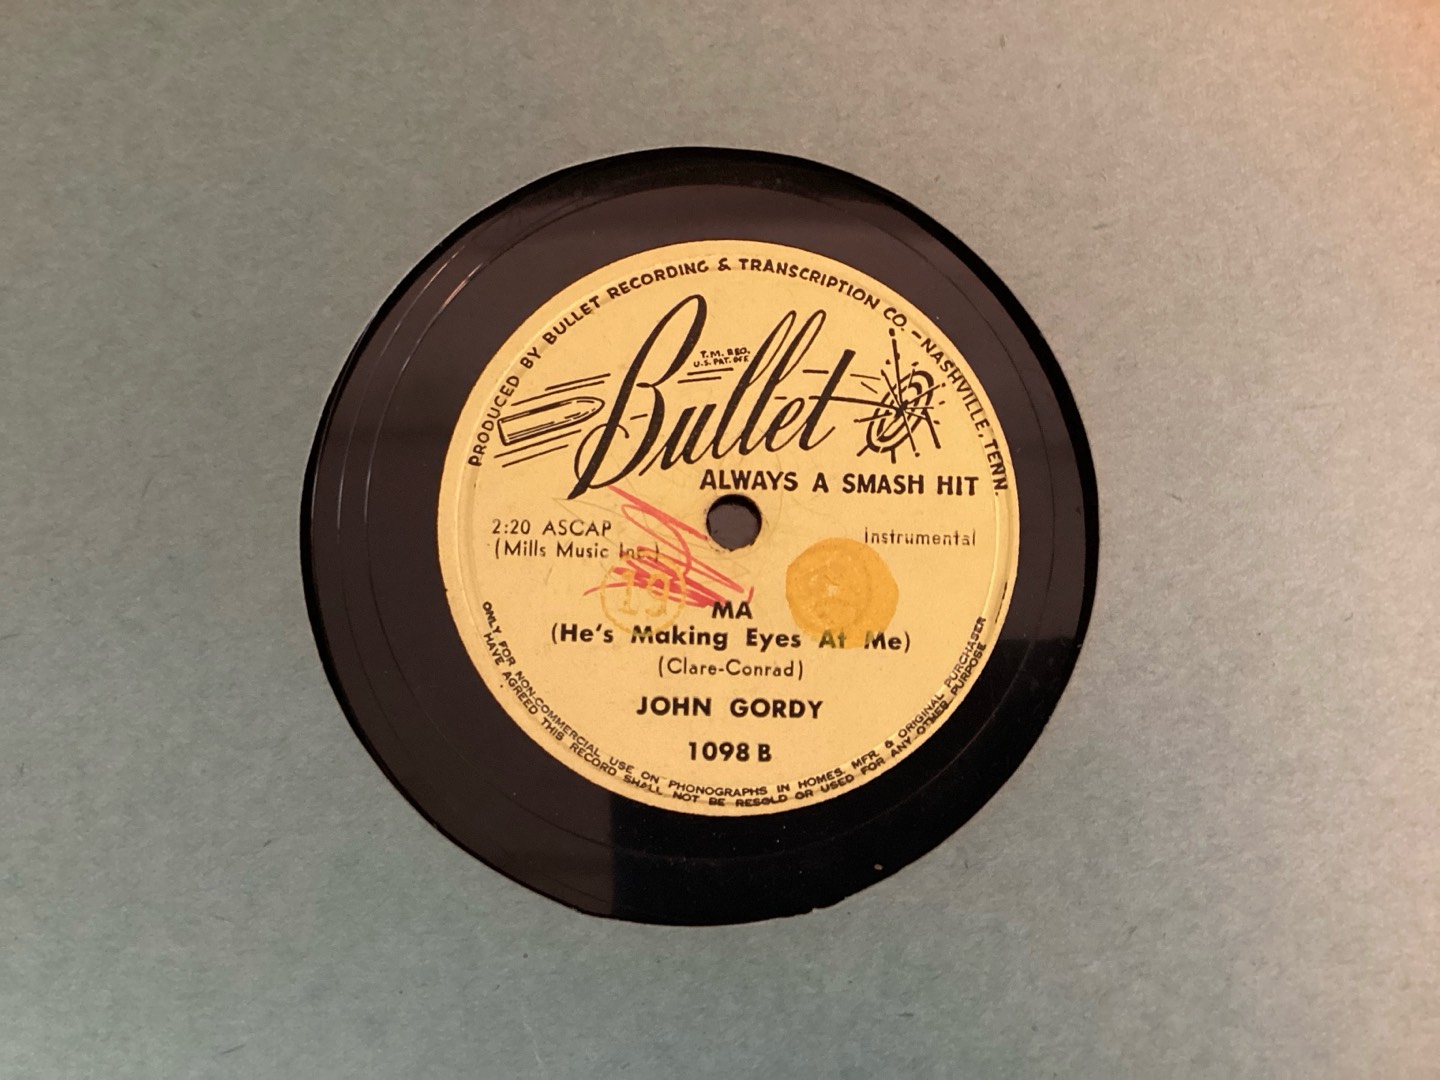 PRODUCED BY BULLET RECORDING & TRANSCRIPTION CO. - NASHVILLE, TENN.
T.M. REG.
U.S. PAT. OFF.
Bullet
ALWAYS A SMASH HIT
2:20 ASCAP
(Mills Music Inc.)
Instrumental
19
MA
(He's Making Eyes At Me)
(Clare-Conrad)
JOHN GORDY
1098 B
ONLY FOR NON-COMMERCIAL USE ON PHONOGRAPHS IN HOMES. MFR. & ORIGINAL PURCHASER
HAVE AGREED THIS RECORD SHALL NOT BE RESOLD OR USED FOR ANY OTHER PURPOSE